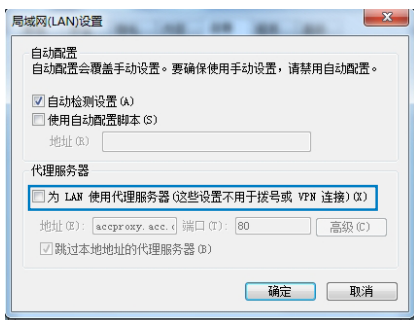 局域网(LAN)设置
自动配置
自动配置会覆盖手动设置。要确保使用手动设置，请禁用自动配置。
自动检测设置(A)
使用自动配置脚本(S)
地址(R)
代理服务器
为 LAN 使用代理服务器(这些设置不用于拨号或 VPN 连接)(X)
地址(E): accproxy.acc. 端口(T): 80 高级(C)
跳过本地地址的代理服务器(B)
确定 取消